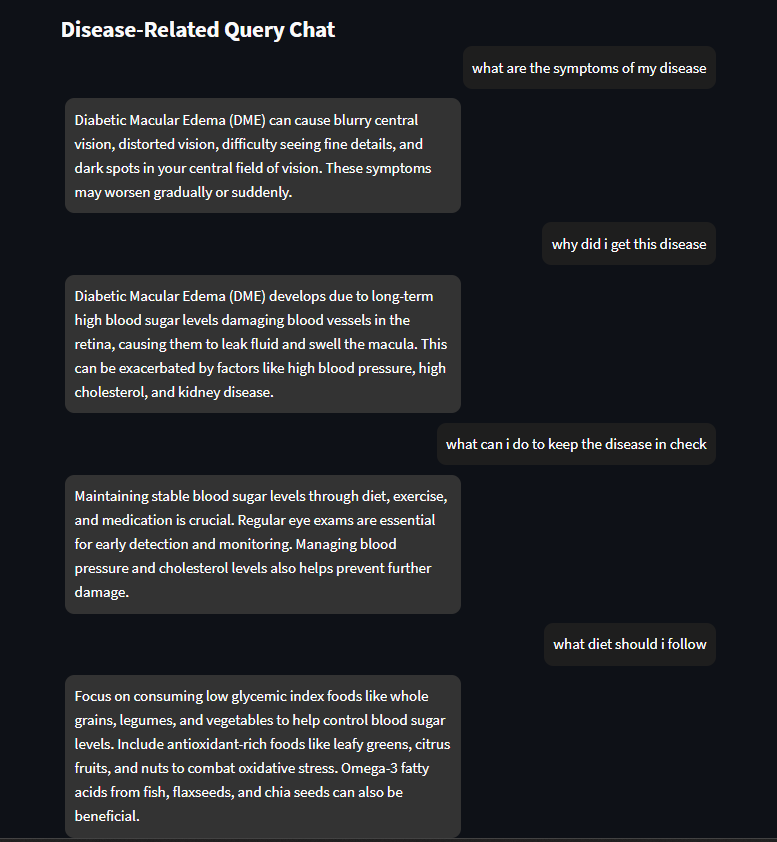 Disease-Related Query Chat
what are the symptoms of my disease
Diabetic Macular Edema (DME) can cause blurry central
vision, distorted vision, difficulty seeing fine details, and
dark spots in your central field of vision. These symptoms
may worsen gradually or suddenly.
why did i get this disease
Diabetic Macular Edema (DME) develops due to long-term
high blood sugar levels damaging blood vessels in the
retina, causing them to leak fluid and swell the macula. This
can be exacerbated by factors like high blood pressure, high
cholesterol, and kidney disease.
what can i do to keep the disease in check
Maintaining stable blood sugar levels through diet, exercise,
and medication is crucial. Regular eye exams are essential
for early detection and monitoring. Managing blood
pressure and cholesterol levels also helps prevent further
damage.
what diet should i follow
Focus on consuming low glycemic index foods like whole
grains, legumes, and vegetables to help control blood sugar
levels. Include antioxidant-rich foods like leafy greens, citrus
fruits, and nuts to combat oxidative stress. Omega-3 fatty
acids from fish, flaxseeds, and chia seeds can also be
beneficial.